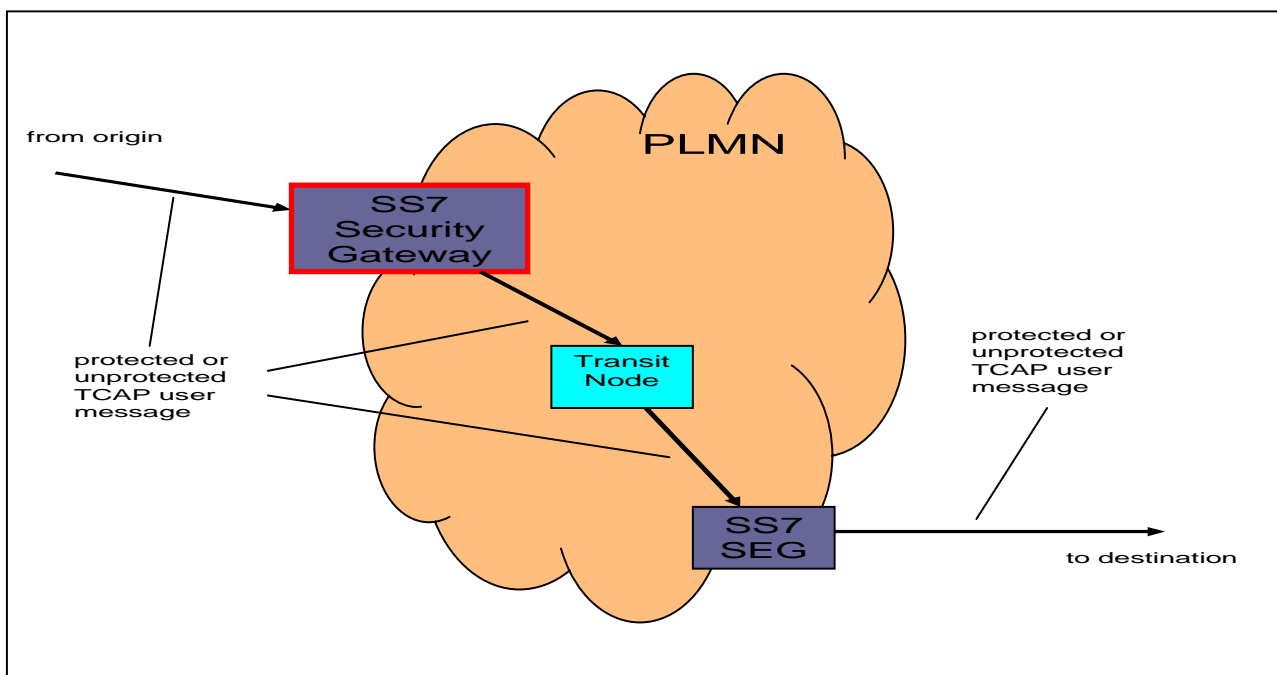 PLMN
from origin
SS7
Security
Gateway
protected or
unprotected
TCAP user
message
Transit
Node
protected or
unprotected
TCAP user
message
SS7
SEG
to destination